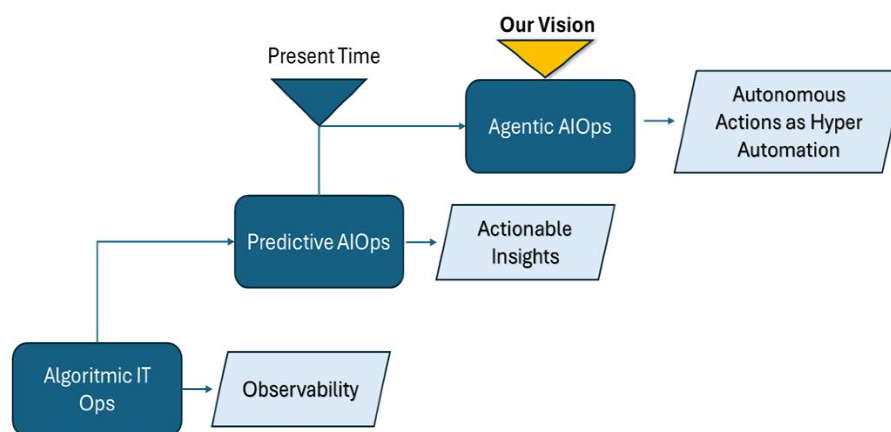 Our Vision
Present Time
Agentic AIOps
Autonomous
Actions as Hyper
Automation
Predictive AIOps
Actionable
Insights
Algoritmic IT
Ops
Observability